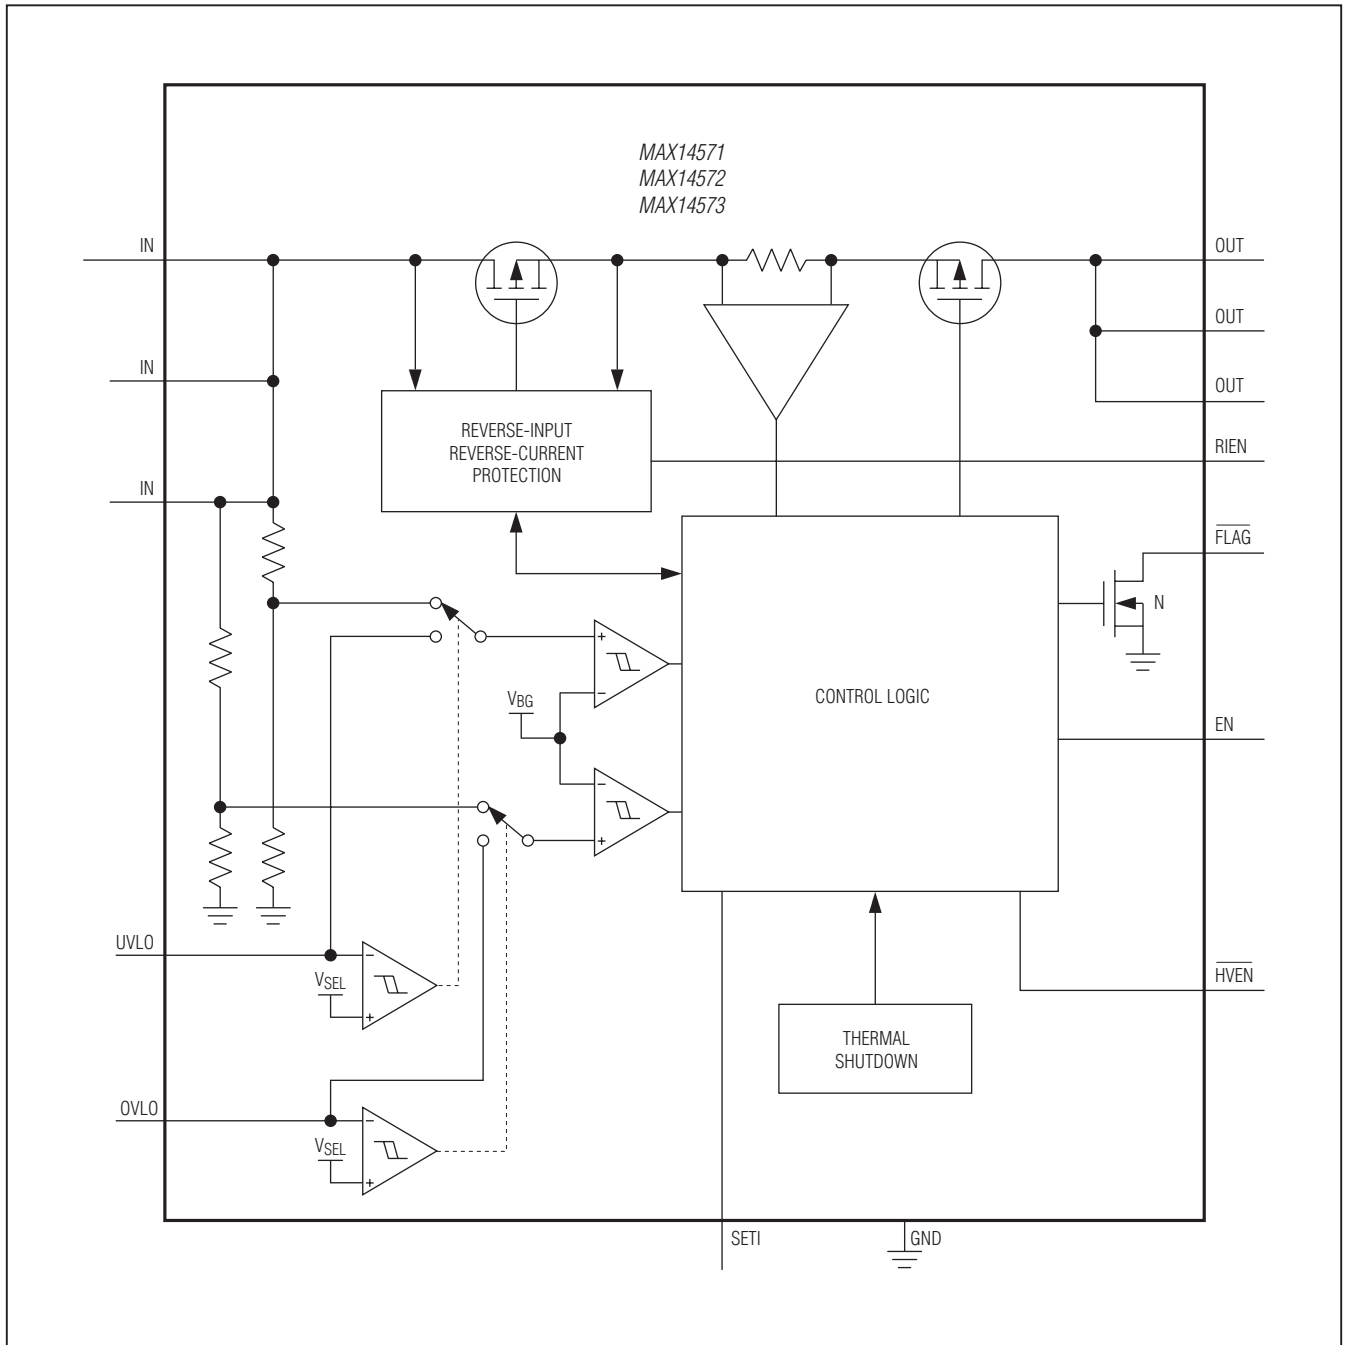 MAX14571
MAX14572
MAX14573
IN
OUT
OUT
IN
OUT
REVERSE-INPUT
REVERSE-CURRENT
PROTECTION
RIEN
IN
FLAG
N
VBG
CONTROL LOGIC
EN
UVLO
VSEL
HVEN
THERMAL
SHUTDOWN
OVLO
VSEL
SETI
GND